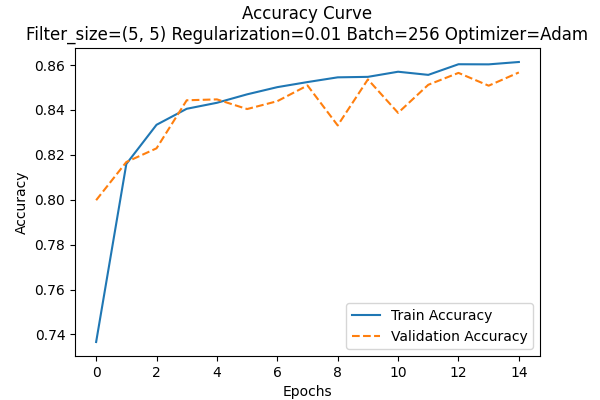 Accuracy Curve
Filter_size=(5, 5) Regularization=0.01 Batch=256 Optimizer=Adam
0.86
0.84
0.82
0.80
0.78
0.76
0.74
Accuracy
Train Accuracy
Validation Accuracy
0 2 4 6 8 10 12 14
Epochs